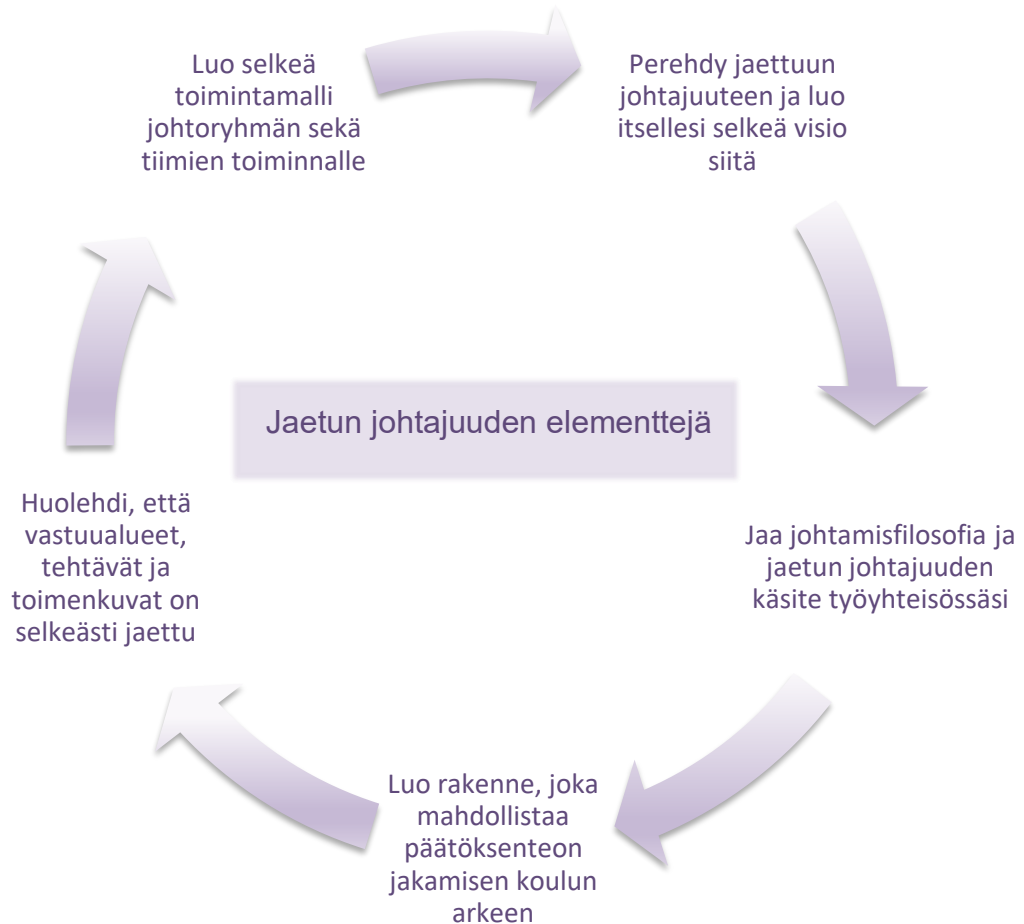 Luo selkeä
toimintamalli
johtoryhmän sekä
tiimien toiminnalle
Perehdy jaettuun
johtajuuteen ja luo
itsellesi selkeä visio
siitä
Jaetun johtajuuden elementtejä
Jaa johtamisfilosofia ja
jaetun johtajuuden
käsite työyhteisössäsi
Luo rakenne, joka
mahdollistaa
päätöksenteon
jakamisen koulun
arkeen
Huolehdi, että
vastuualueet,
tehtävät ja
toimenkuvat on
selkeästi jaettu